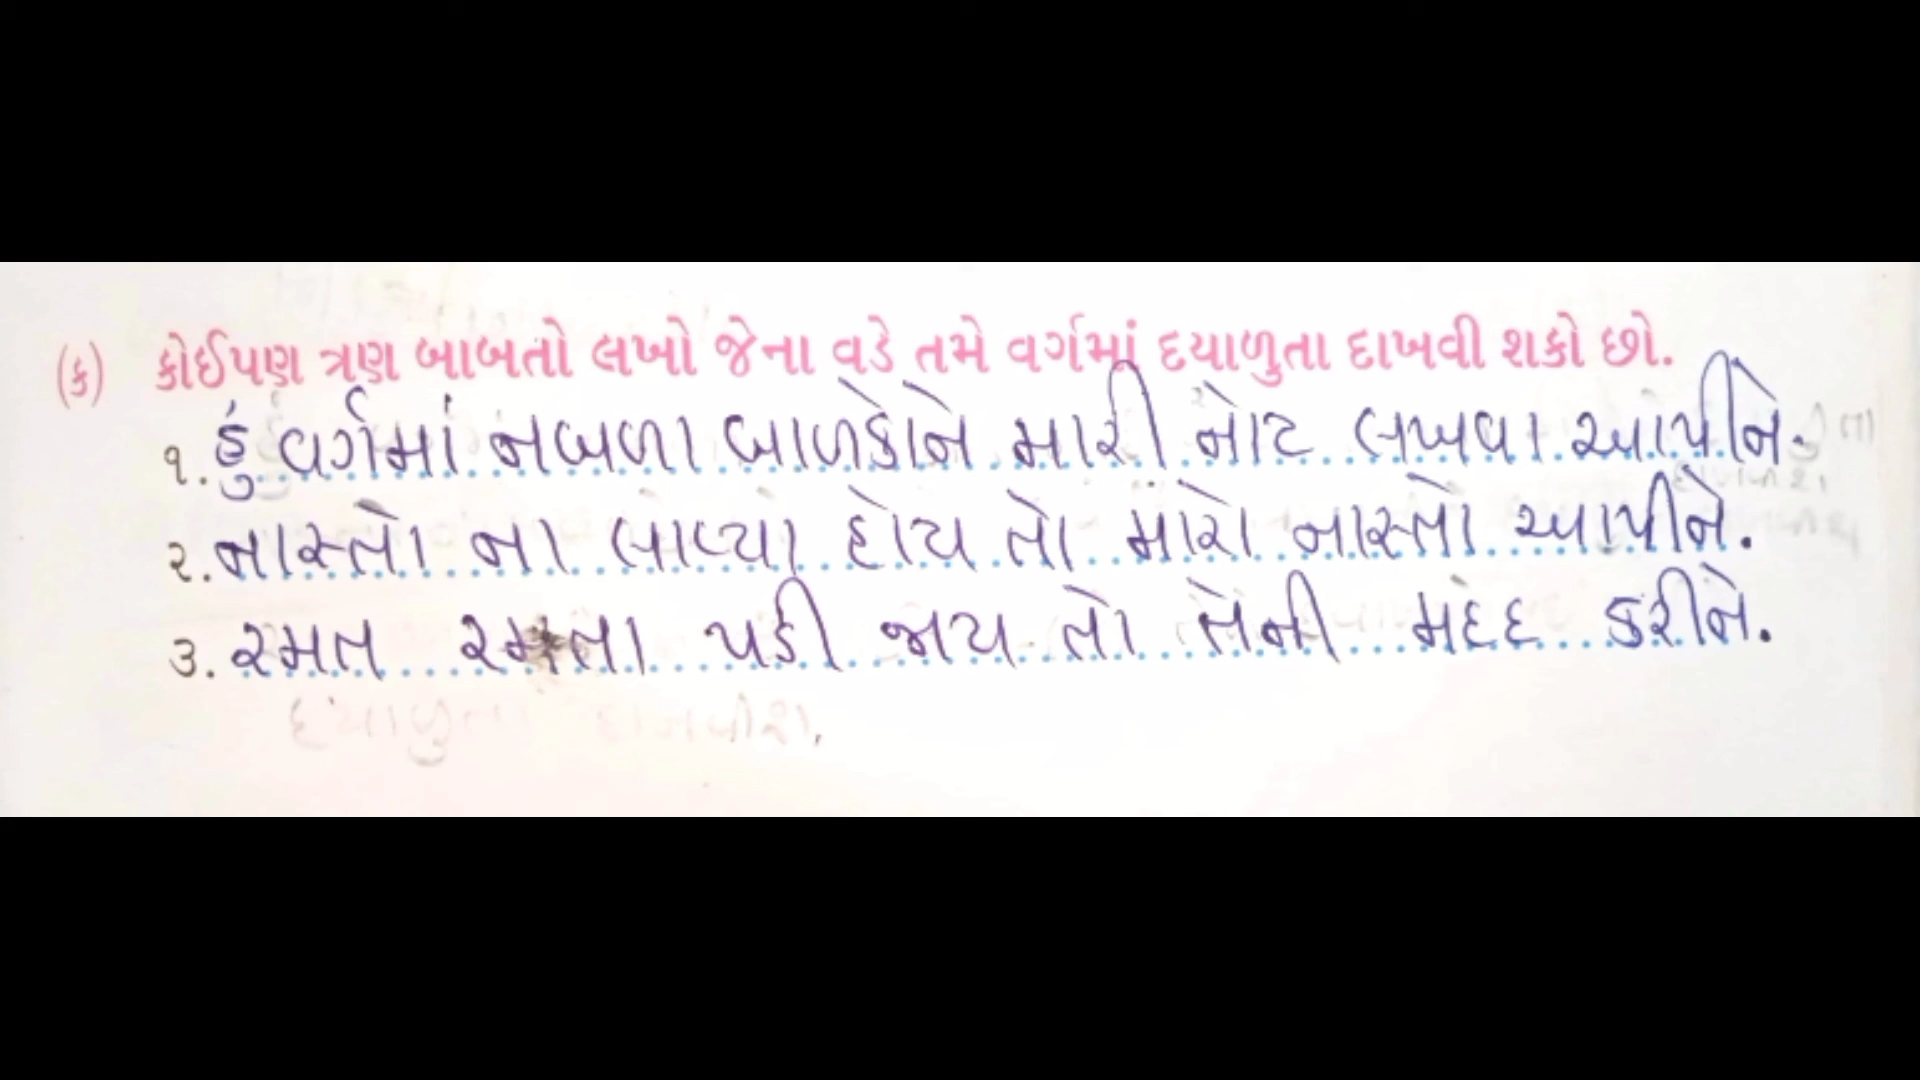 (ક) કોઈપણ ત્રણ બાબતો લખો જેના વડે તમે વર્ગમાં દયાળુતા દાખવી શકો છો.
૧. હું વર્ગમાં નબળા બાળકોને મારી નોટ લખવા આપીને.
૨. નાસ્તો ના લાવ્યા હોય તો મારો નાસ્તો આપીને.
૩. રમત રમતા પડી જાય તો તેની મદદ કરીને.